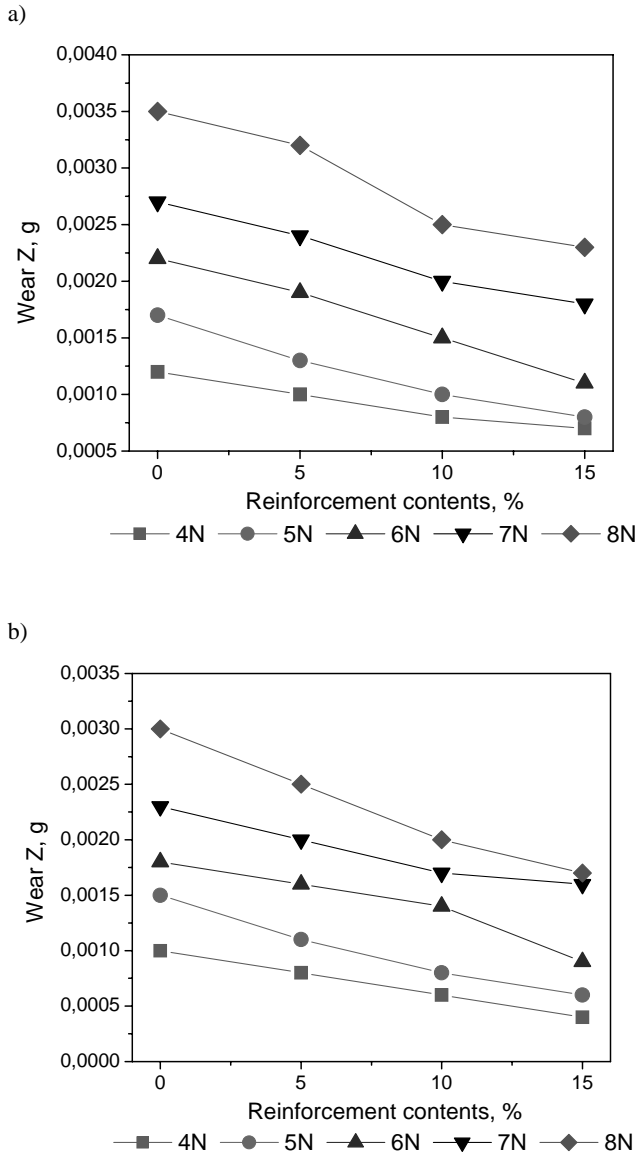 a)
0,0040
0,0035
0,0030
0,0025
0,0020
0,0015
0,0010
0,0005
Wear Z, g
0 5 10 15
Reinforcement contents, %
4N 5N 6N 7N 8N
b)
0,0035
0,0030
0,0025
0,0020
0,0015
0,0010
0,0005
0,0000
Wear Z, g
0 5 10 15
Reinforcement contents, %
4N 5N 6N 7N 8N